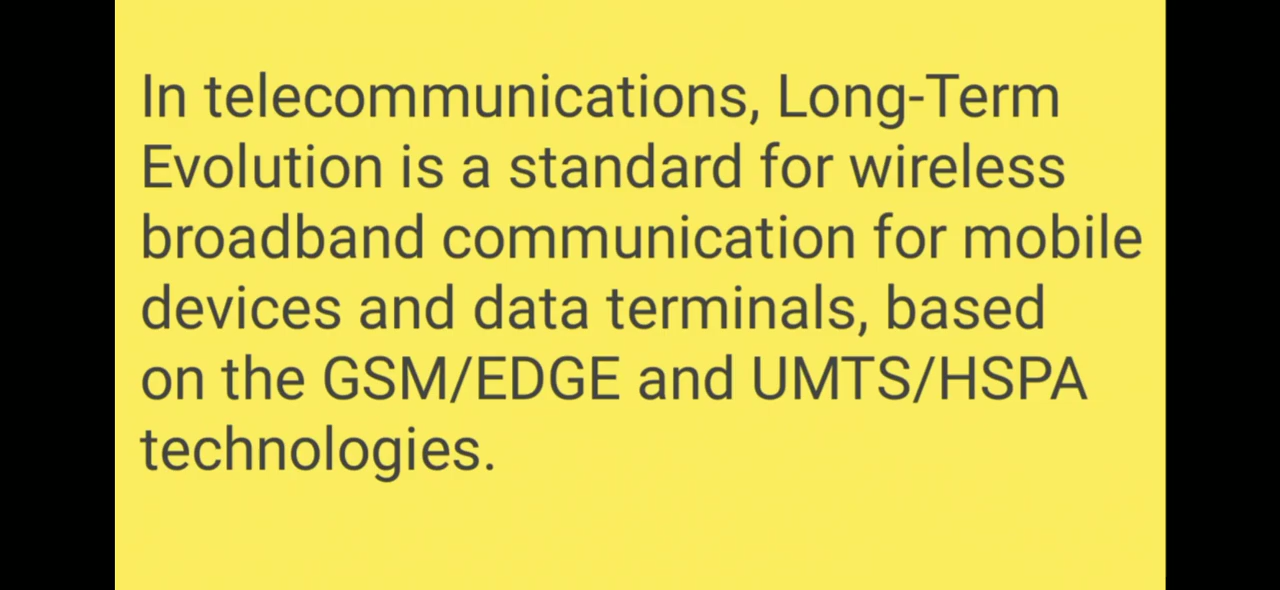 In telecommunications, Long-Term
Evolution is a standard for wireless
broadband communication for mobile
devices and data terminals, based
on the GSM/EDGE and UMTS/HSPA
technologies.